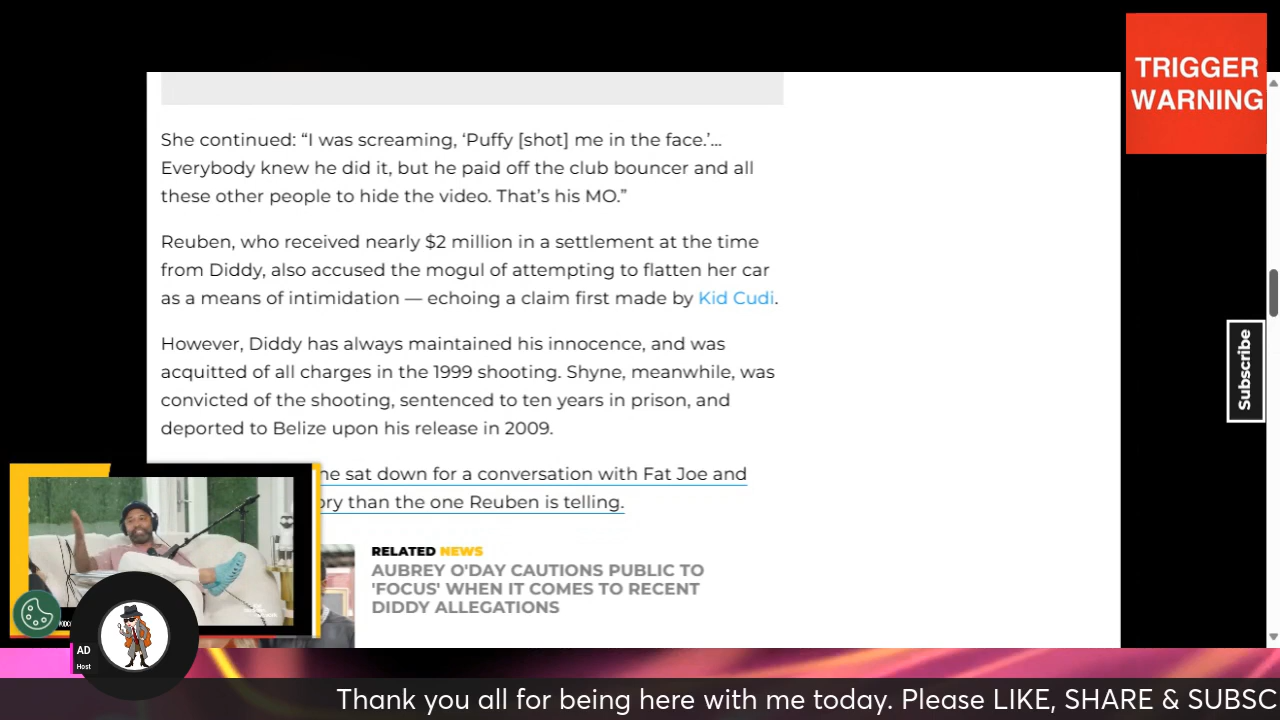 TRIGGER
WARNING
She continued: “I was screaming, ‘Puffy [shot] me in the face.’...
Everybody knew he did it, but he paid off the club bouncer and all
these other people to hide the video. That’s his MO.”
Reuben, who received nearly $2 million in a settlement at the time
from Diddy, also accused the mogul of attempting to flatten her car
as a means of intimidation — echoing a claim first made by Kid Cudi.
However, Diddy has always maintained his innocence, and was
acquitted of all charges in the 1999 shooting. Shyne, meanwhile, was
convicted of the shooting, sentenced to ten years in prison, and
deported to Belize upon his release in 2009.
sat down for a conversation with Fat Joe and
than the one Reuben is telling.
RELATED NEWS
AUBREY O'DAY CAUTIONS PUBLIC TO
'FOCUS' WHEN IT COMES TO RECENT
DIDDY ALLEGATIONS
Subscribe
AD
Host
Thank you all for being here with me today. Please LIKE, SHARE & SUBSC